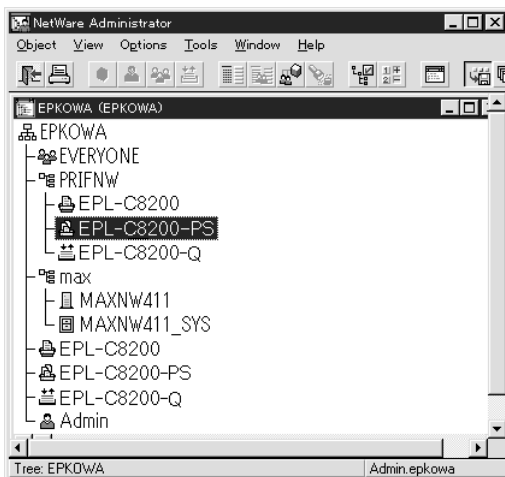 NetWare Administrator
Object View Options Tools Window Help
EPKOWA (EPKOWA)
EPKOWA
EVERYONE
PRIFNW
EPL-C8200
EPL-C8200-PS
EPL-C8200-Q
max
MAXNW411
MAXNW411_SYS
EPL-C8200
EPL-C8200-PS
EPL-C8200-Q
Admin
Tree: EPKOWA Admin.epkowa